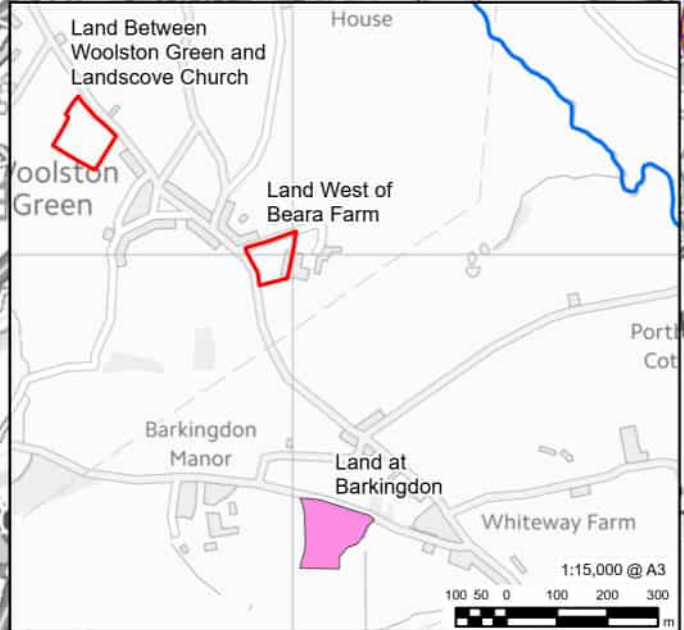 House
Land Between
Woolston Green and
Landscove Church
Woolston
Green
Land West of
Beara Farm
Barkingdon
Manor
Land at
Barkingdon
Whiteway Farm
1:15,000 @ A3
100 50 0 100 200 300
m